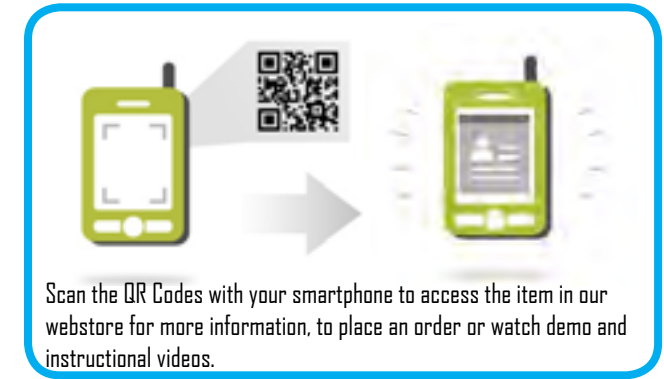 Scan the QR Codes with your smartphone to access the item in our
webstore for more information, to place an order or watch demo and
instructional videos.